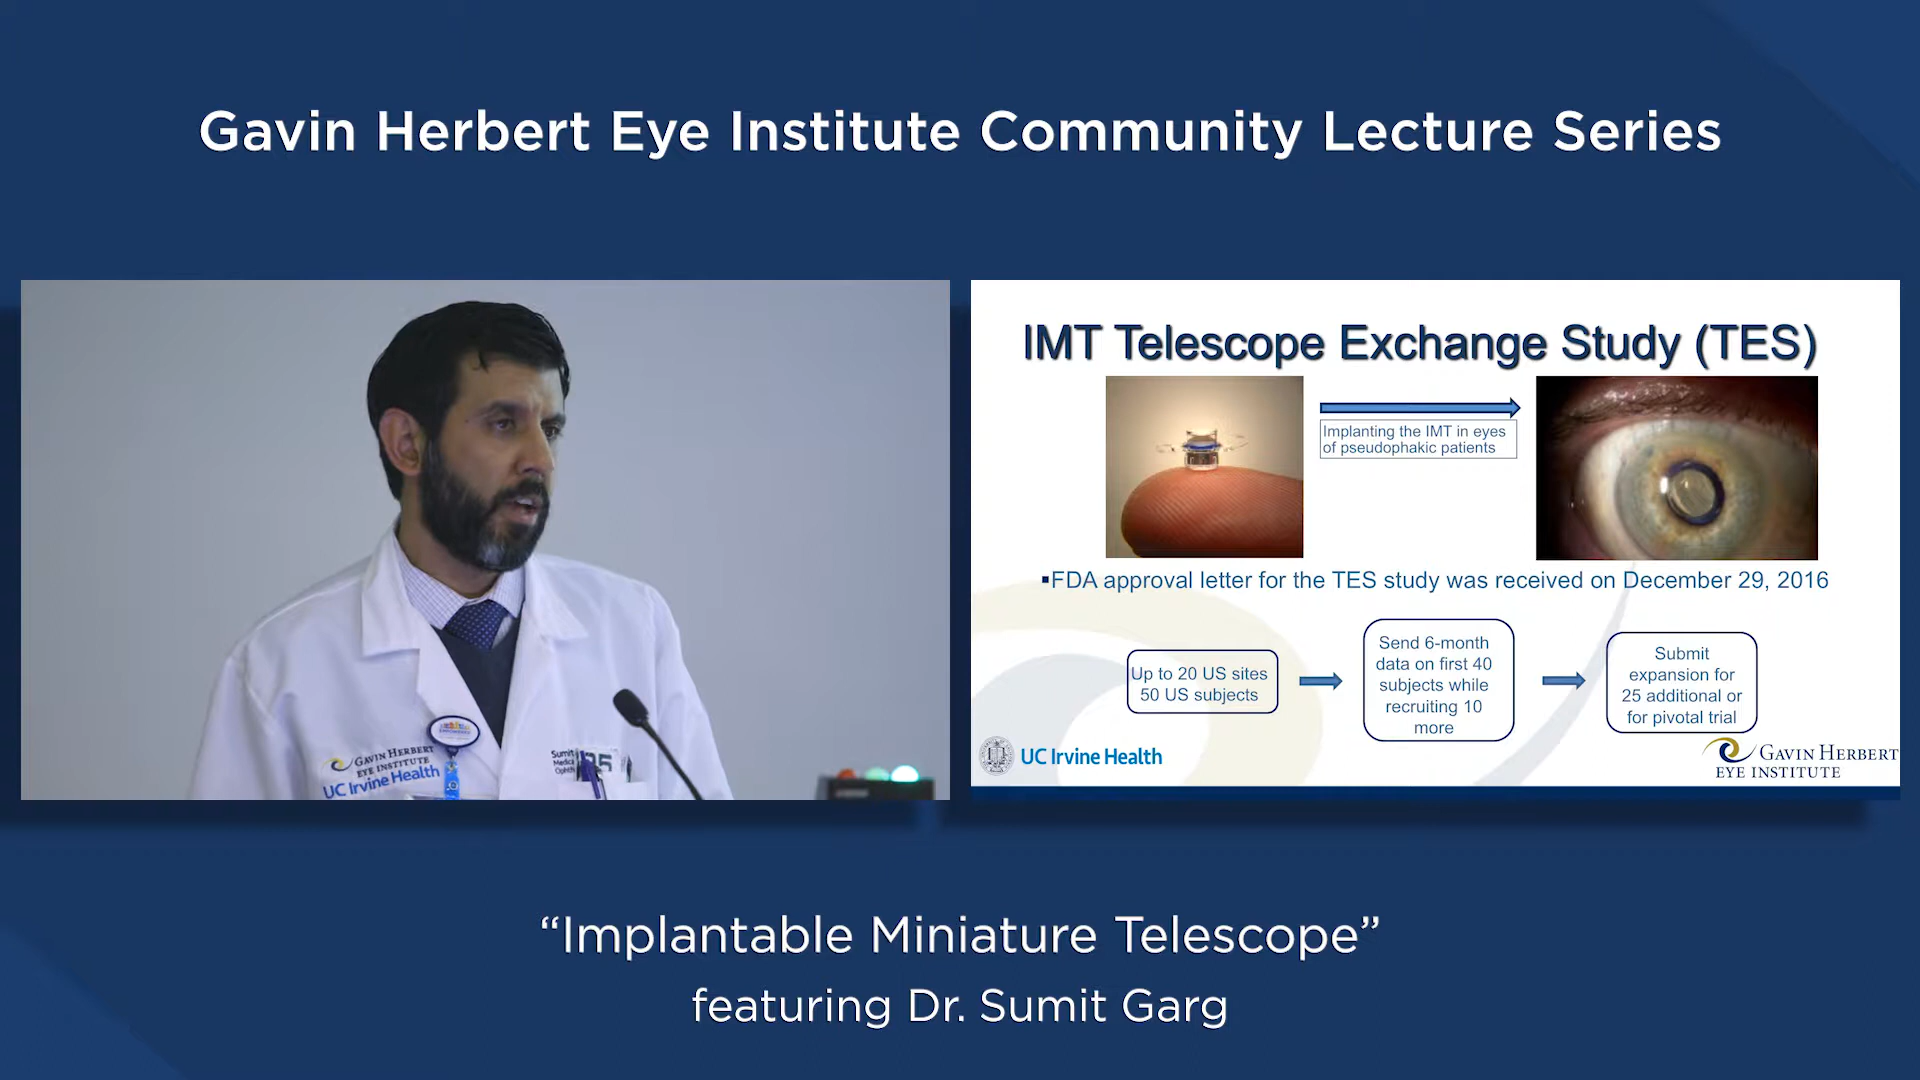 Gavin Herbert Eye Institute Community Lecture Series
GAVIN HERBERT
EYE INSTITUTE
UC Irvine Health
Sumit
IMT Telescope Exchange Study (TES)
Implanting the IMT in eyes
of pseudophakic patients
▪FDA approval letter for the TES study was received on December 29, 2016
Up to 20 US sites
50 US subjects
Send 6-month
data on first 40
subjects while
recruiting 10
more
Submit
expansion for
25 additional or
for pivotal trial
UC Irvine Health
GAVIN HERBERT
EYE INSTITUTE
“Implantable Miniature Telescope”
featuring Dr. Sumit Garg